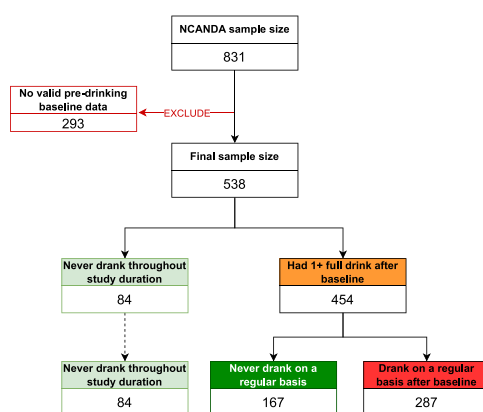 NCANDA sample size
831
No valid pre-drinking
baseline data
293
EXCLUDE
Final sample size
538
Never drank throughout
study duration
84
Had 1+ full drink after
baseline
454
Never drank throughout
study duration
84
Never drank on a
regular basis
167
Drank on a regular
basis after baseline
287